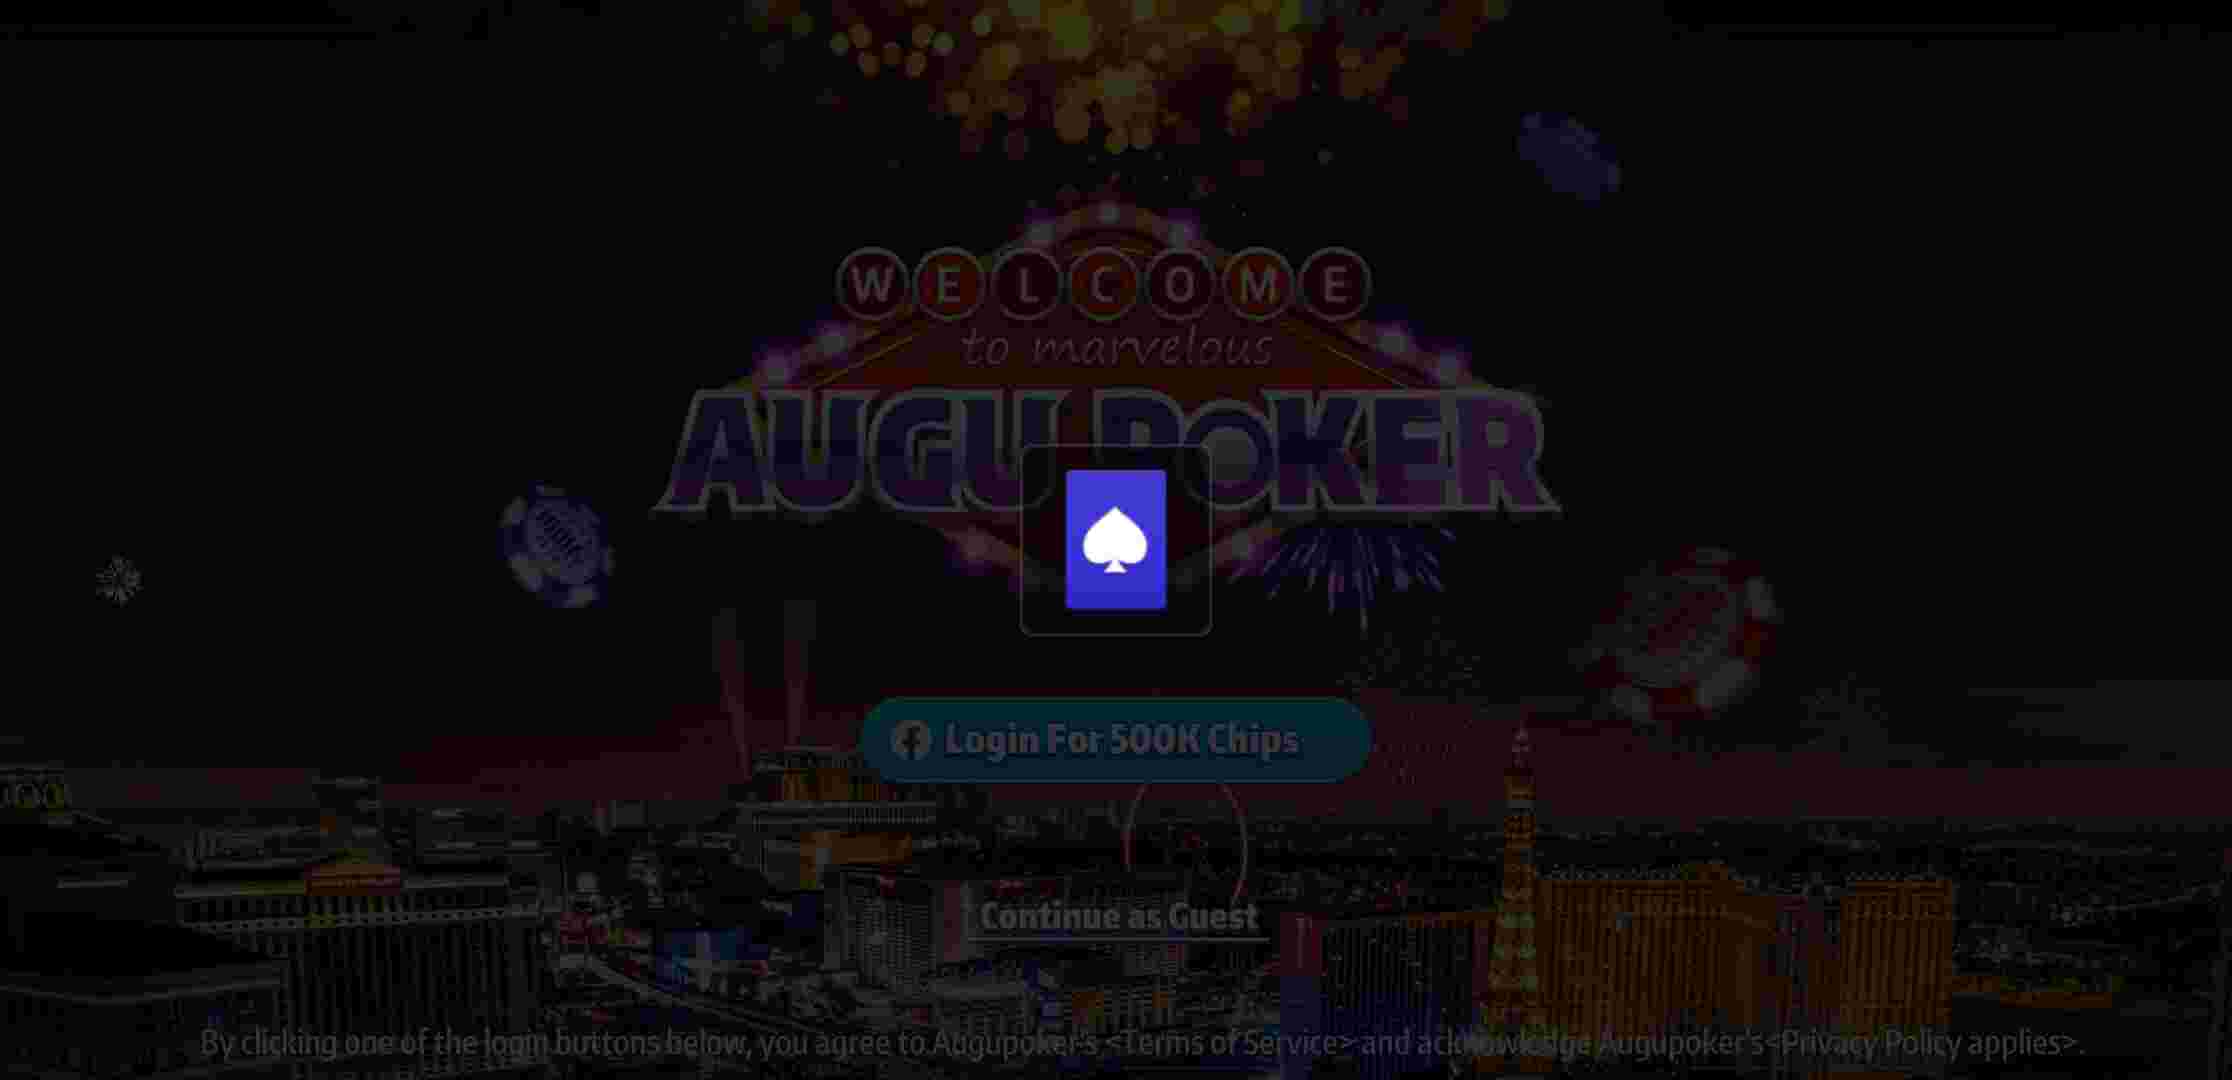 WELCOME
to marvelous
AUGU POKER
Login For 500K Chips
Continue as Guest
By clicking one of the login buttons below, you agree to Augupoker's <Terms of Service> and acknowledge Augupoker's<Privacy Policy applies>.